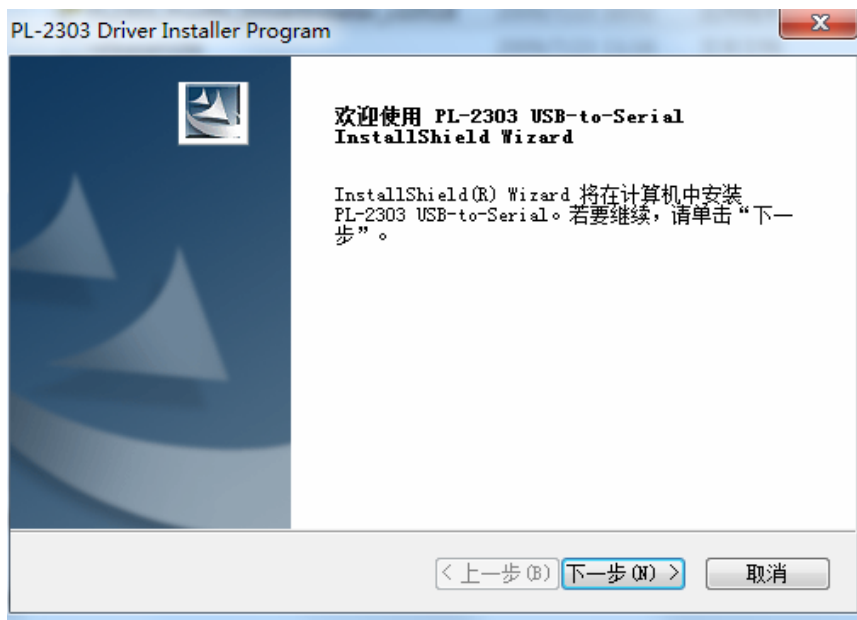 PL-2303 Driver Installer Program
欢迎使用 PL-2303 USB-to-Serial
InstallShield Wizard
InstallShield(R) Wizard 将在计算机中安装
PL-2303 USB-to-Serial。若要继续，请单击“下一
步”。
< 上一步(B) 下一步(N) > 取消